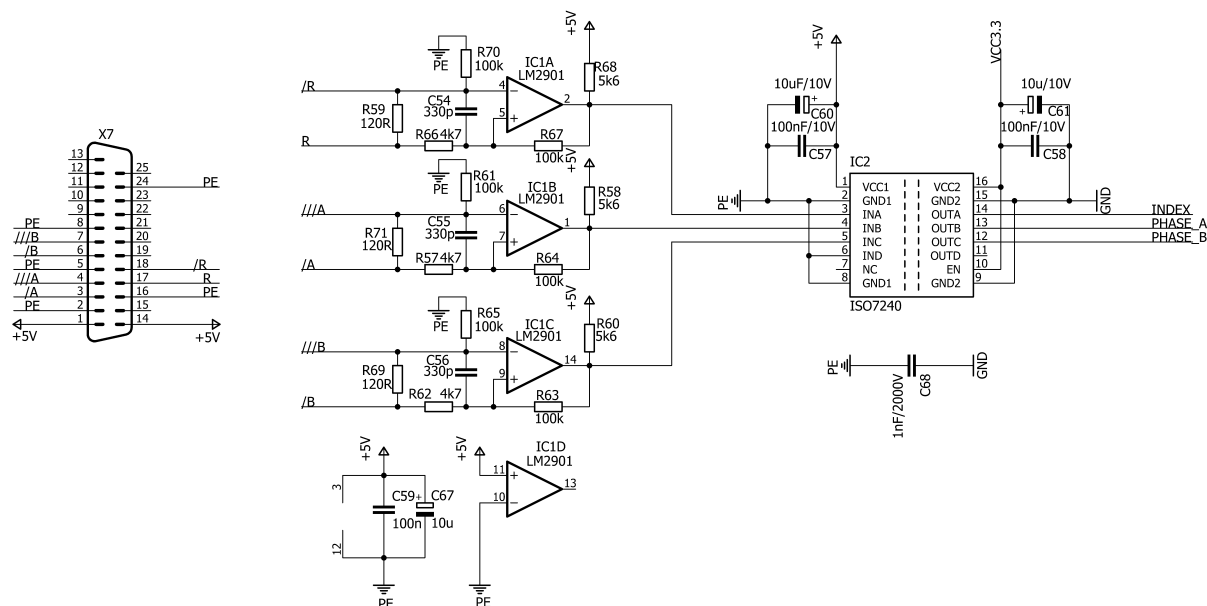 X7
13
12
11
10
9
8
7
6
5
4
3
2
1
25
24
23
22
21
20
19
18
17
16
15
14
PE
///B
/B
PE
///A
/A
PE
+5V
PE
/R
R
PE
+5V
/R
R
PE
R70
100k
R59
120R
C54
330p
R66 4k7
IC1A
LM2901
4
5
2
R67
100k
+5V
R68
5k6
///A
/A
PE
R61
100k
R71
120R
C55
330p
R57 4k7
IC1B
LM2901
6
7
1
R64
100k
+5V
R58
5k6
///B
/B
PE
R65
100k
R69
120R
C56
330p
R62 4k7
IC1C
LM2901
8
9
14
R63
100k
+5V
R60
5k6
+5V
3
12
C59
100n
+
C67
10u
PE
+5V
IC1D
LM2901
11
10
13
PE
+5V
10uF/10V
+
C60
100nF/10V
C57
PE
VCC3.3
10u/10V
+
C61
100nF/10V
C58
GND
IC2
1 VCC1 VCC2 16
2 GND1 GND2 15
3 INA OUTA 14
4 INB OUTB 13
5 INC OUTC 12
6 IND OUTD 11
7 NC EN 10
8 GND1 GND2 9
ISO7240
INDEX
PHASE_A
PHASE_B
PE
1nF/2000V
C68
GND